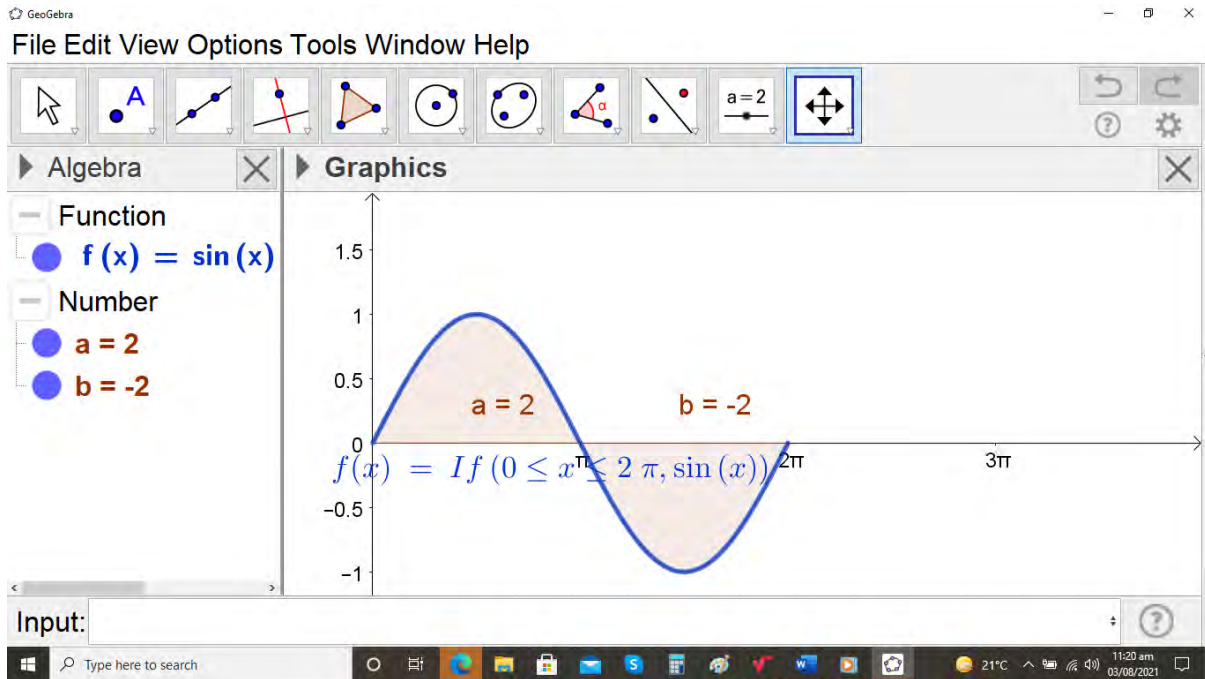 GeoGebra
File Edit View Options Tools Window Help
A
α
a = 2
Algebra
Graphics
Function
f (x) = sin (x)
Number
a = 2
b = -2
1.5
1
0.5
0
−0.5
−1
a = 2
b = -2
π
2π
3π
f(x) = If (0 ≤ x ≤ 2 π, sin (x))
Input:
Type here to search
21°C
11:20 am
03/08/2021